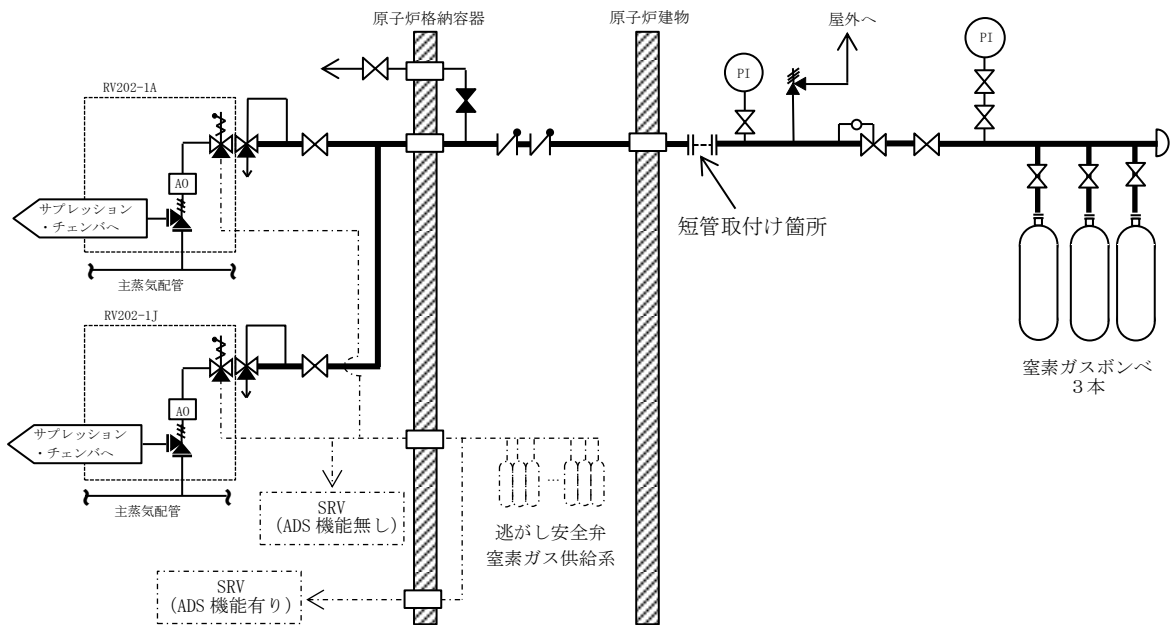 原子炉格納容器
原子炉建物
屋外へ
PI
PI
RV202-1A
AO
サプレッション
・チェンバへ
主蒸気配管
短管取付け箇所
窒素ガスボンベ
3本
RV202-1J
AO
サプレッション
・チェンバへ
主蒸気配管
SRV
(ADS 機能無し)
…
逃がし安全弁
窒素ガス供給系
SRV
(ADS 機能有り)